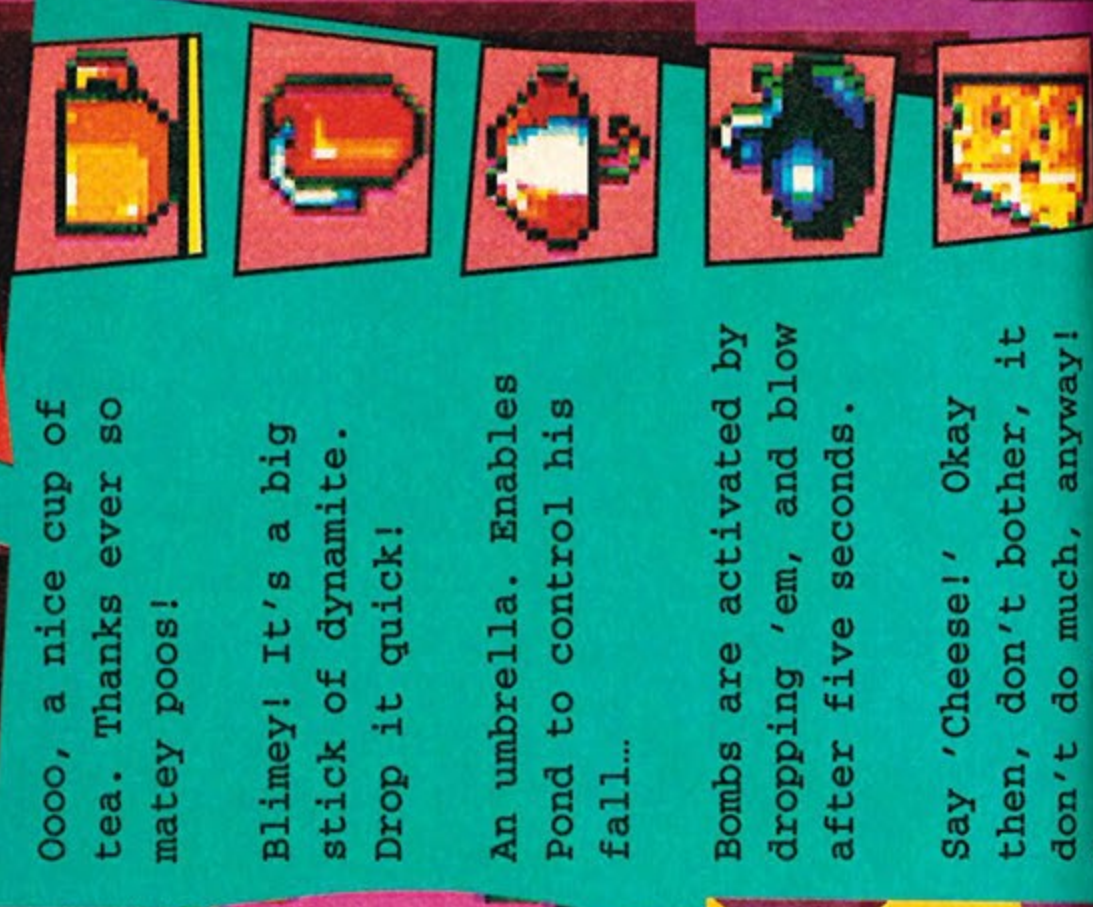 Oooo, a nice cup of
tea. Thanks ever so
matey poos!
Blimey! It's a big
stick of dynamite.
Drop it quick!
An umbrella. Enables
Pond to control his
fall…
Bombs are activated by
dropping 'em, and blow
after five seconds.
Say 'Cheese!' Okay
then, don't bother, it
don't do much, anyway!